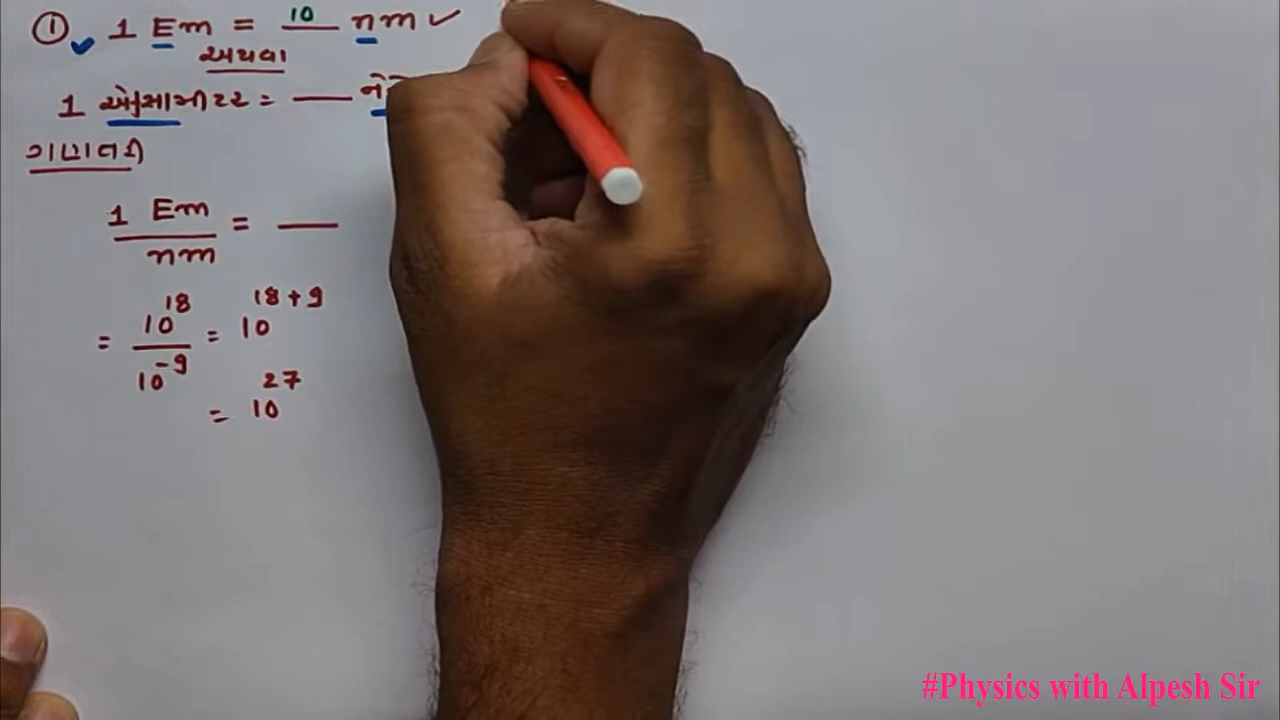 ① 1 Em = 10 nm ✓
અથવા
1 એક્સામીટર =
ગણતરી
1 Em / nm =
= 10^18 / 10^-9 = 10^18+9
= 10^27
#Physics with Alpesh Sir